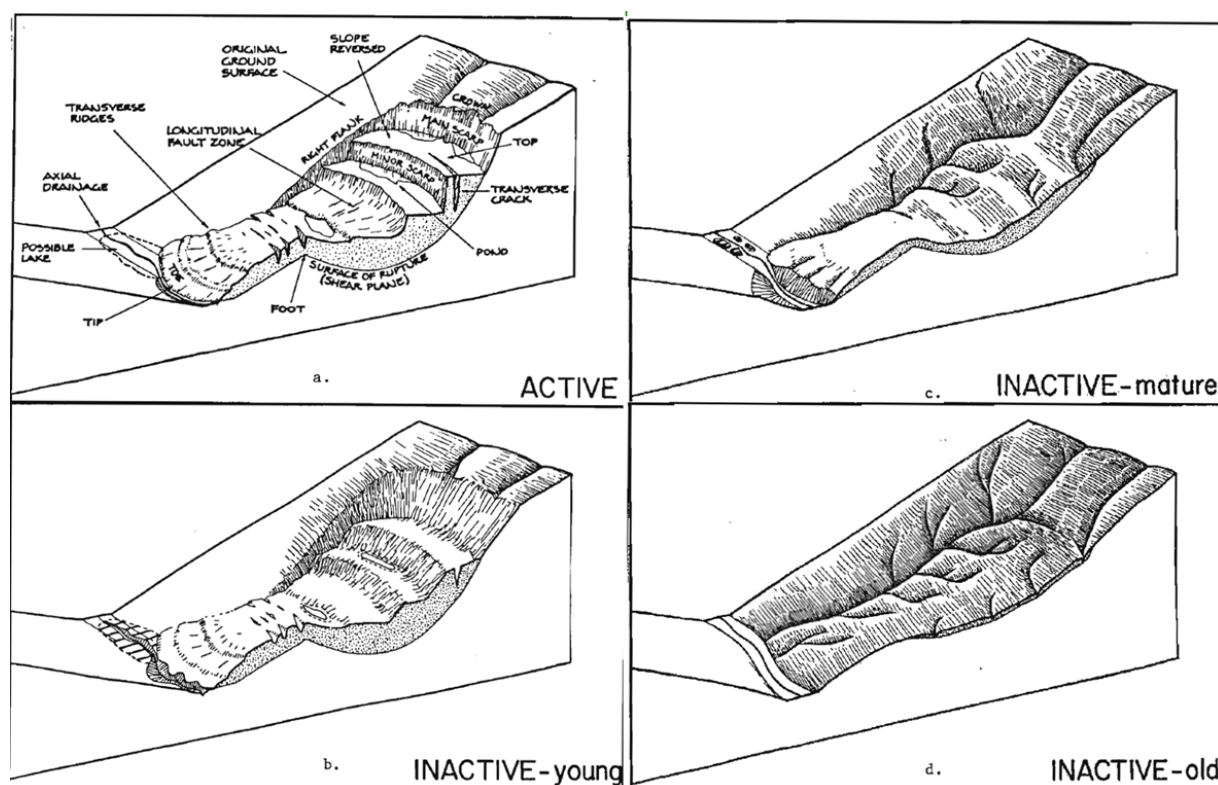 SLOPE
REVERSED
ORIGINAL
GROUND
SURFACE
TRANSVERSE
RIDGES
CROWN
MAIN SCARP
LONGITUDINAL
FAULT ZONE
RIGHT FLANK
TOP
MINOR SCARP
AXIAL
DRAINAGE
TRANSVERSE
CRACK
POSSIBLE
LAKE
POND
TOE
SURFACE OF RUPTURE
(SHEAR PLANE)
FOOT
TIP
a.
ACTIVE
b.
INACTIVE-young
c.
INACTIVE-mature
d.
INACTIVE-old